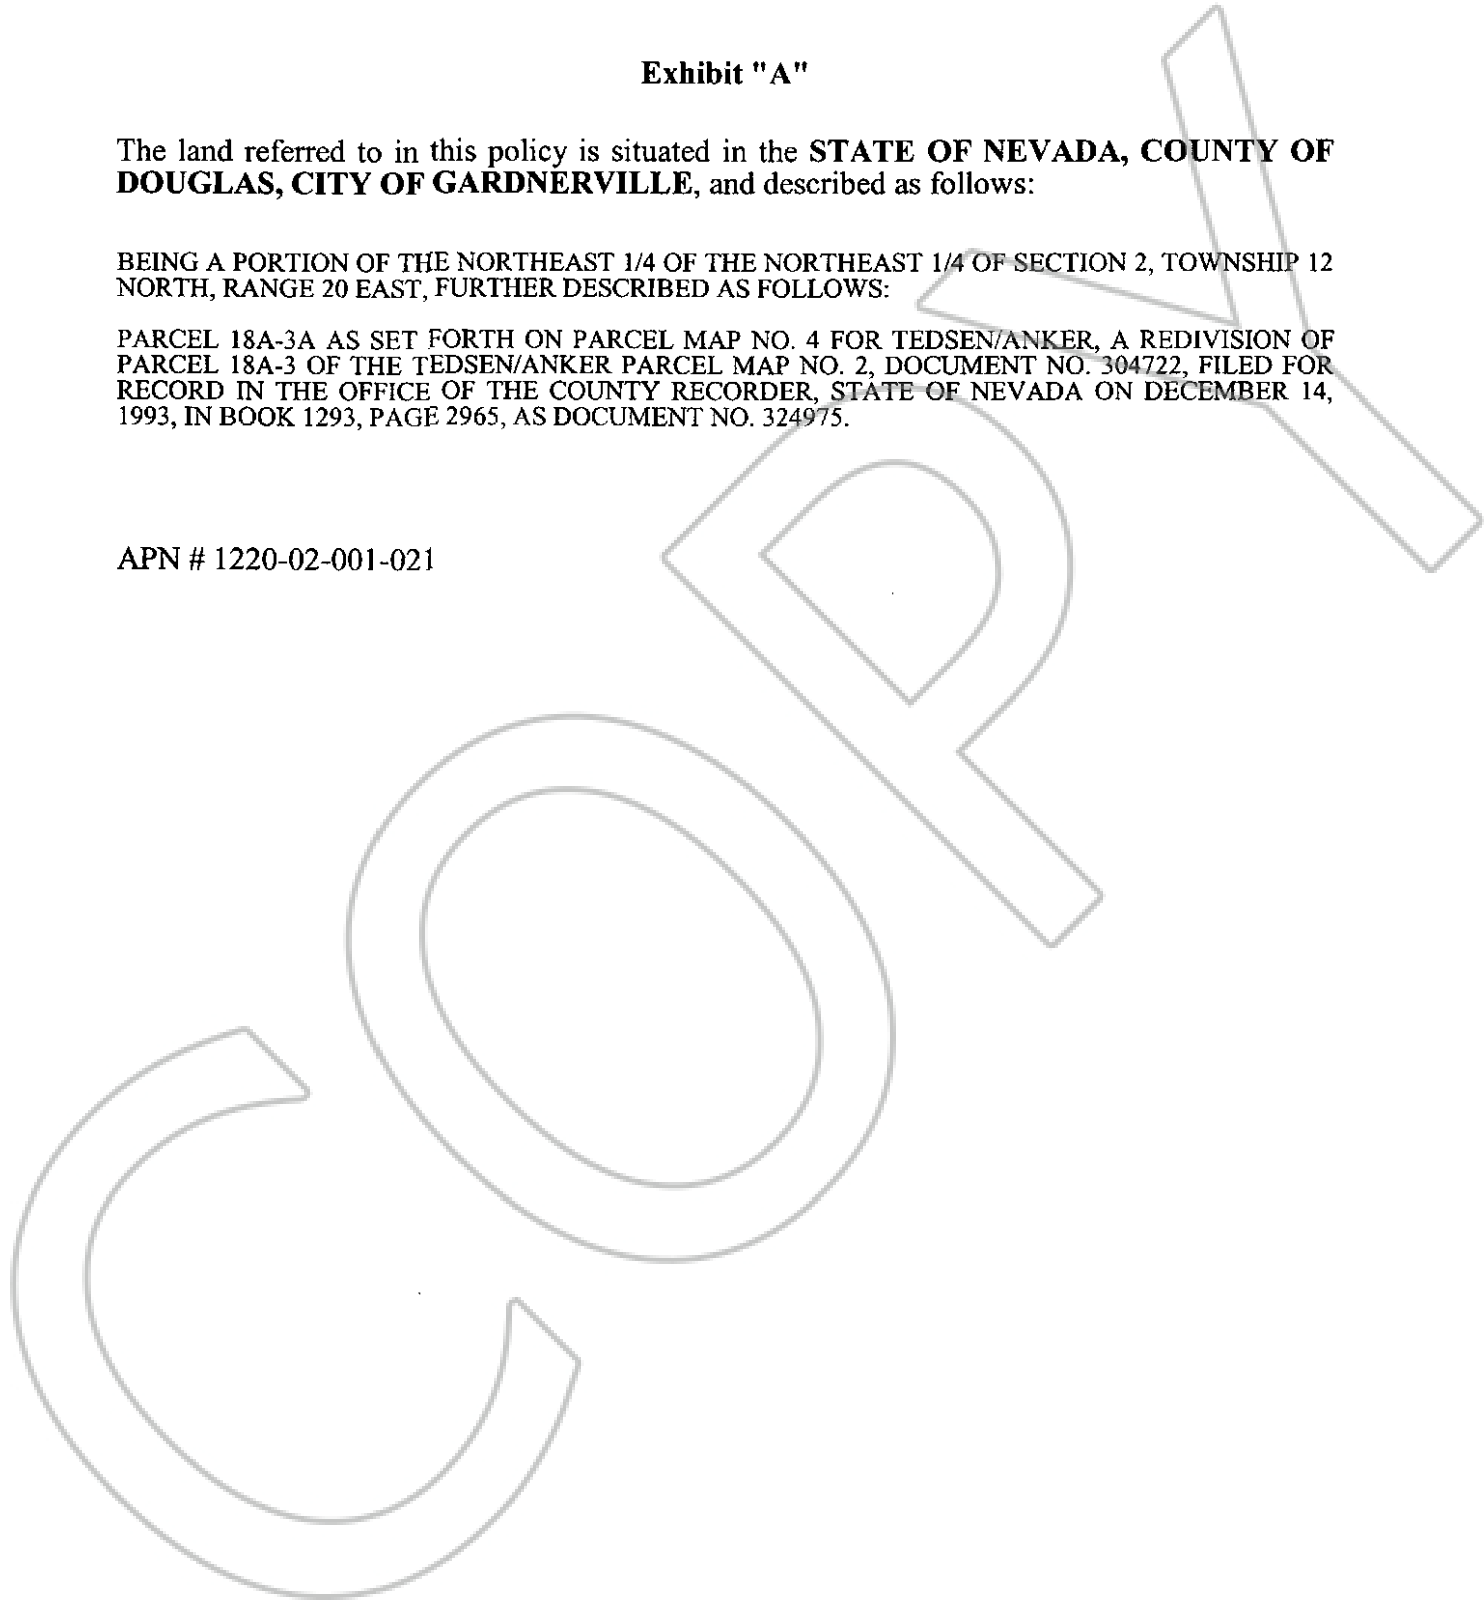 Exhibit "A"
The land referred to in this policy is situated in the STATE OF NEVADA, COUNTY OF
DOUGLAS, CITY OF GARDNERVILLE, and described as follows:
BEING A PORTION OF THE NORTHEAST 1/4 OF THE NORTHEAST 1/4 OF SECTION 2, TOWNSHIP 12
NORTH, RANGE 20 EAST, FURTHER DESCRIBED AS FOLLOWS:
PARCEL 18A-3A AS SET FORTH ON PARCEL MAP NO. 4 FOR TEDSEN/ANKER, A REDIVISION OF
PARCEL 18A-3 OF THE TEDSEN/ANKER PARCEL MAP NO. 2, DOCUMENT NO. 304722, FILED FOR
RECORD IN THE OFFICE OF THE COUNTY RECORDER, STATE OF NEVADA ON DECEMBER 14,
1993, IN BOOK 1293, PAGE 2965, AS DOCUMENT NO. 324975.
APN # 1220-02-001-021
COPY